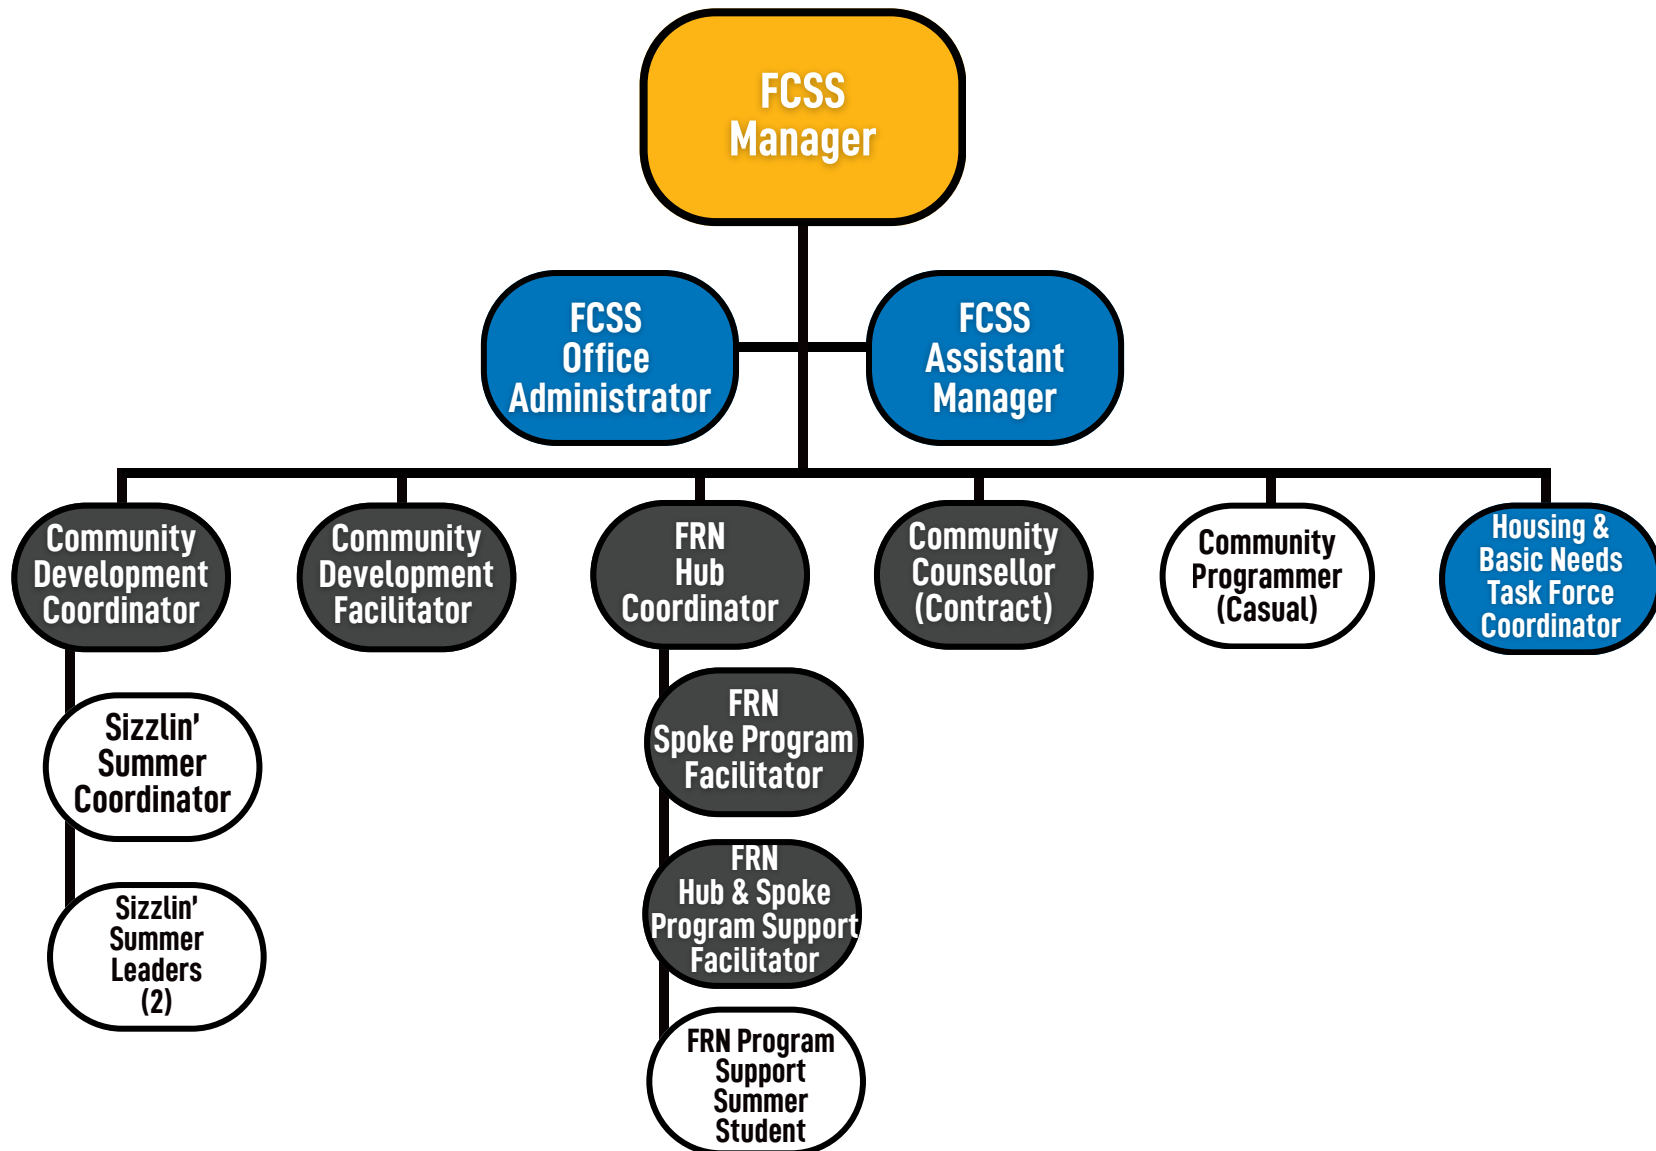 FCSS
Manager
FCSS
Office
Administrator
FCSS
Assistant
Manager
Community
Development
Coordinator
Community
Development
Facilitator
FRN
Hub
Coordinator
Community
Counsellor
(Contract)
Community
Programmer
(Casual)
Housing &
Basic Needs
Task Force
Coordinator
Sizzlin’
Summer
Coordinator
Sizzlin’
Summer
Leaders
(2)
FRN
Spoke Program
Facilitator
FRN
Hub & Spoke
Program Support
Facilitator
FRN Program
Support
Summer
Student